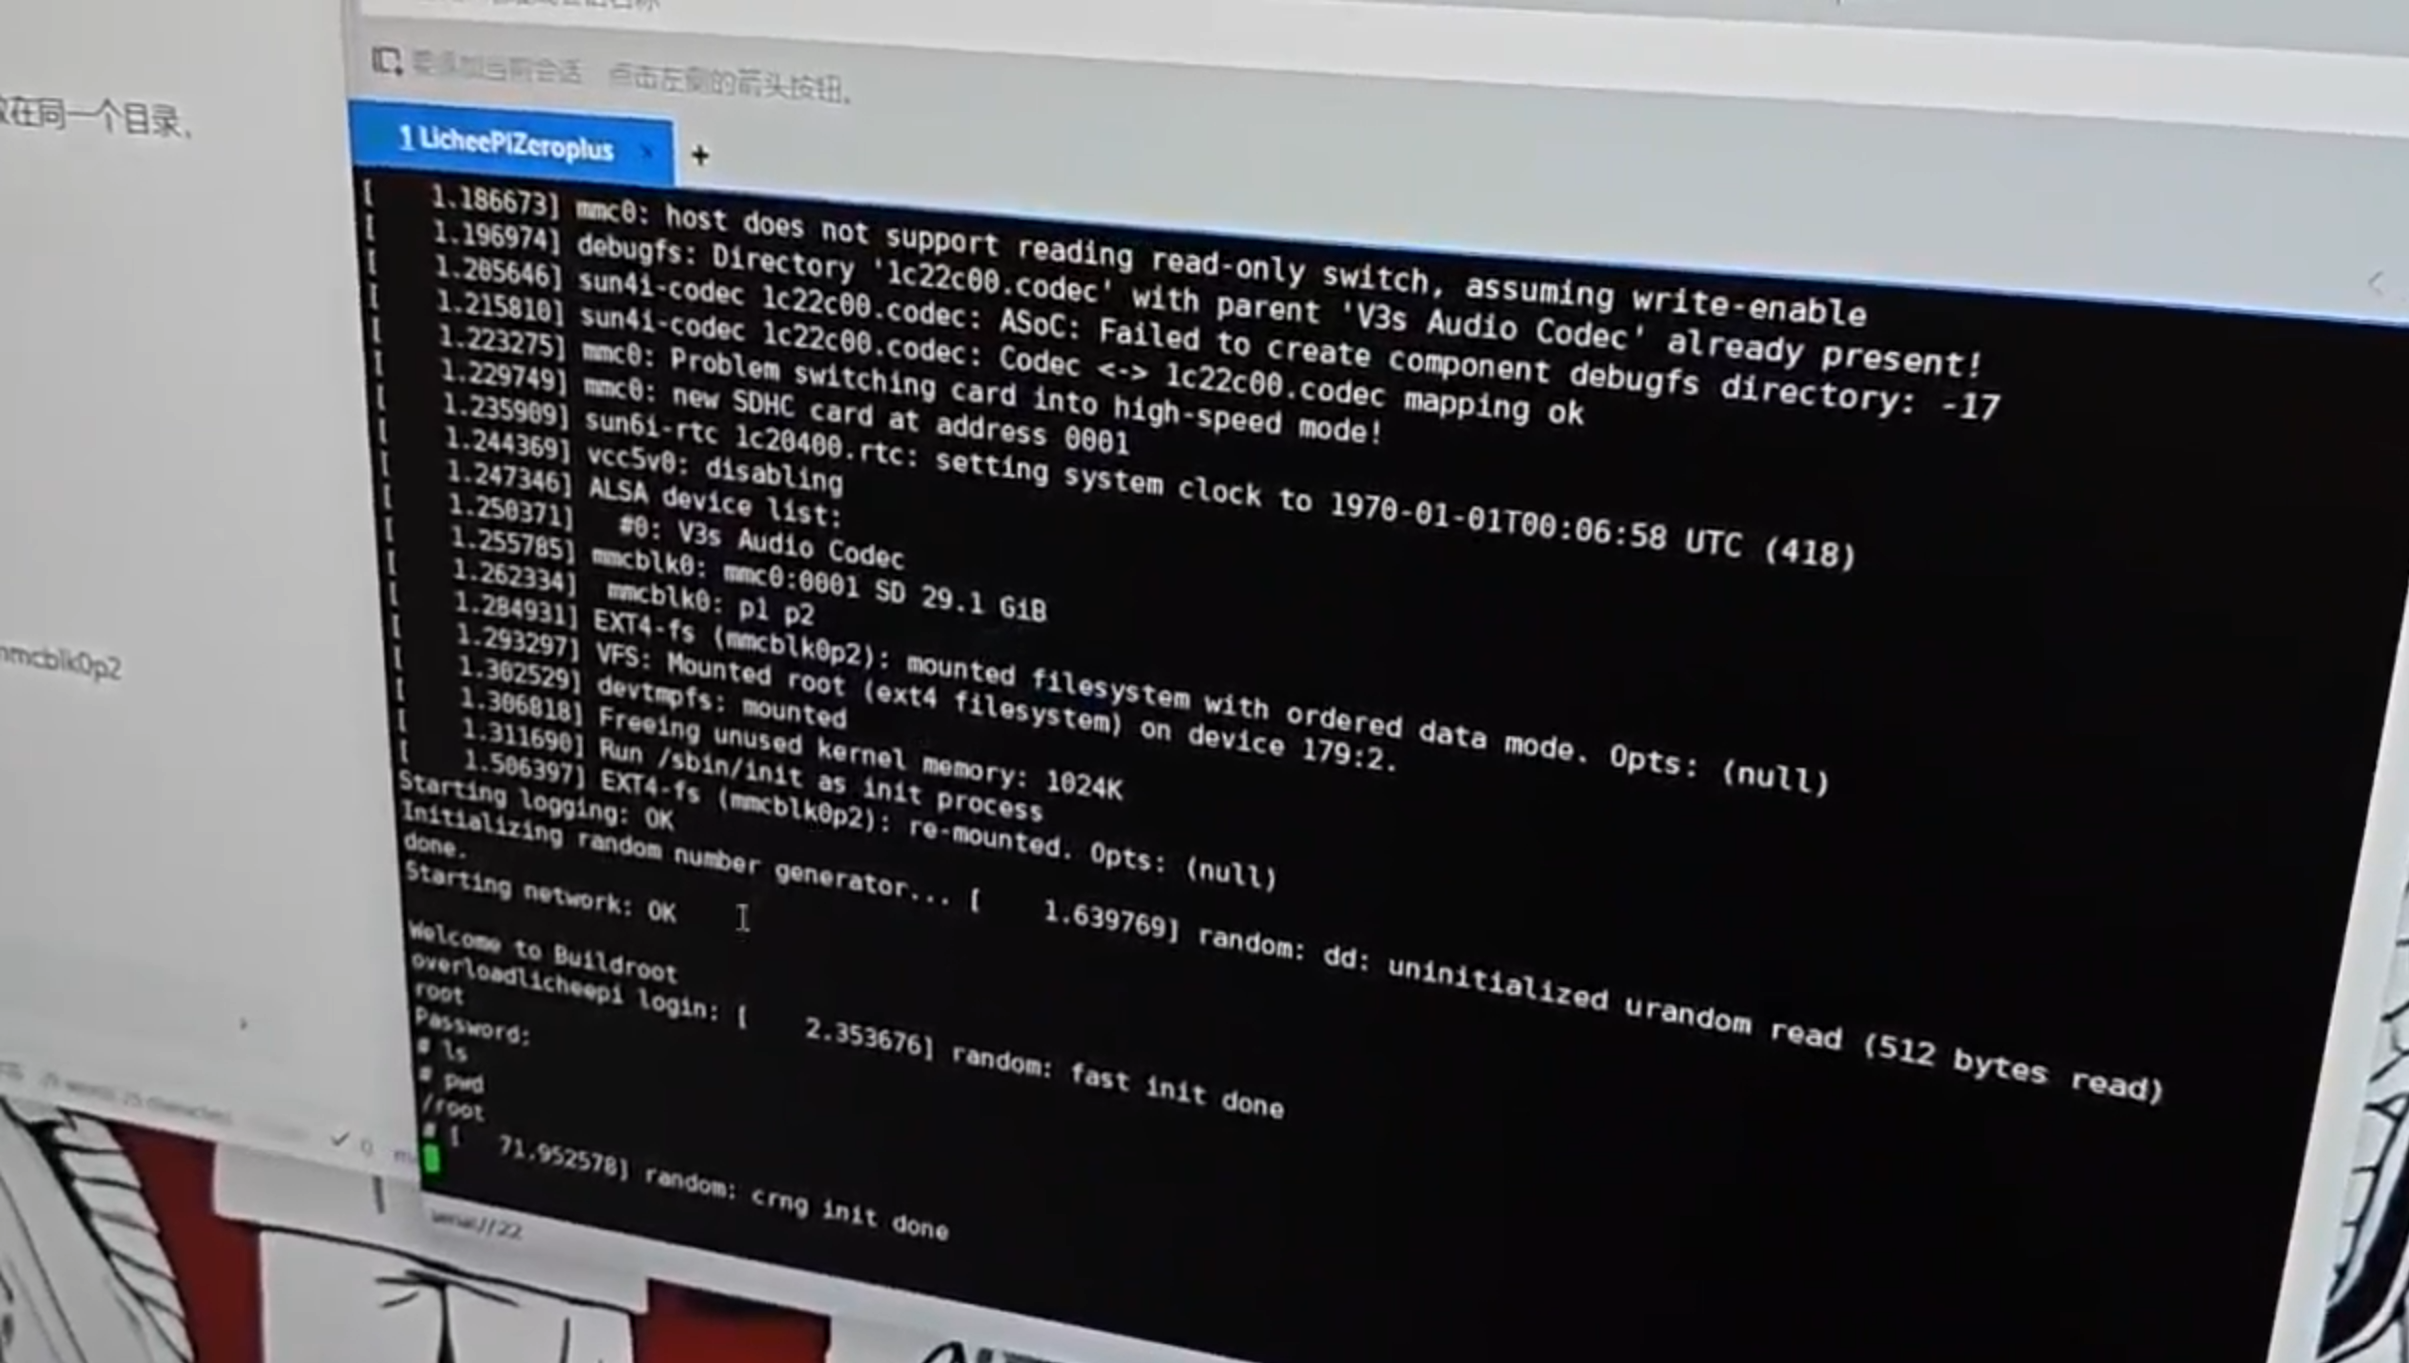 要添加当前会话 点击左侧的箭头按钮。
在同一个目录、
1 LicheePiZeroplus × +
[    1.186673] mmc0: host does not support reading read-only switch, assuming write-enable
[    1.196974] debugfs: Directory '1c22c00.codec' with parent 'V3s Audio Codec' already present!
[    1.205646] sun4i-codec 1c22c00.codec: ASoC: Failed to create component debugfs directory: -17
[    1.215810] sun4i-codec 1c22c00.codec: Codec <-> 1c22c00.codec mapping ok
[    1.223275] mmc0: Problem switching card into high-speed mode!
[    1.229749] mmc0: new SDHC card at address 0001
[    1.235909] sun6i-rtc 1c20400.rtc: setting system clock to 1970-01-01T00:06:58 UTC (418)
[    1.244369] vcc5v0: disabling
[    1.247346] ALSA device list:
[    1.250371]   #0: V3s Audio Codec
[    1.255785] mmcblk0: mmc0:0001 SD 29.1 GiB
[    1.262334]  mmcblk0: p1 p2
[    1.284931] EXT4-fs (mmcblk0p2): mounted filesystem with ordered data mode. Opts: (null)
[    1.293297] VFS: Mounted root (ext4 filesystem) on device 179:2.
[    1.302529] devtmpfs: mounted
[    1.306818] Freeing unused kernel memory: 1024K
[    1.311690] Run /sbin/init as init process
[    1.506397] EXT4-fs (mmcblk0p2): re-mounted. Opts: (null)
Starting logging: OK
Initializing random number generator... [    1.639769] random: dd: uninitialized urandom read (512 bytes read)
done.
Starting network: OK
Welcome to Buildroot
overloadlicheepi login: [    2.353676] random: fast init done
root
Password:
# ls
# pwd
/root
# [   71.952578] random: crng init done
mmcblk0p2
serial://22